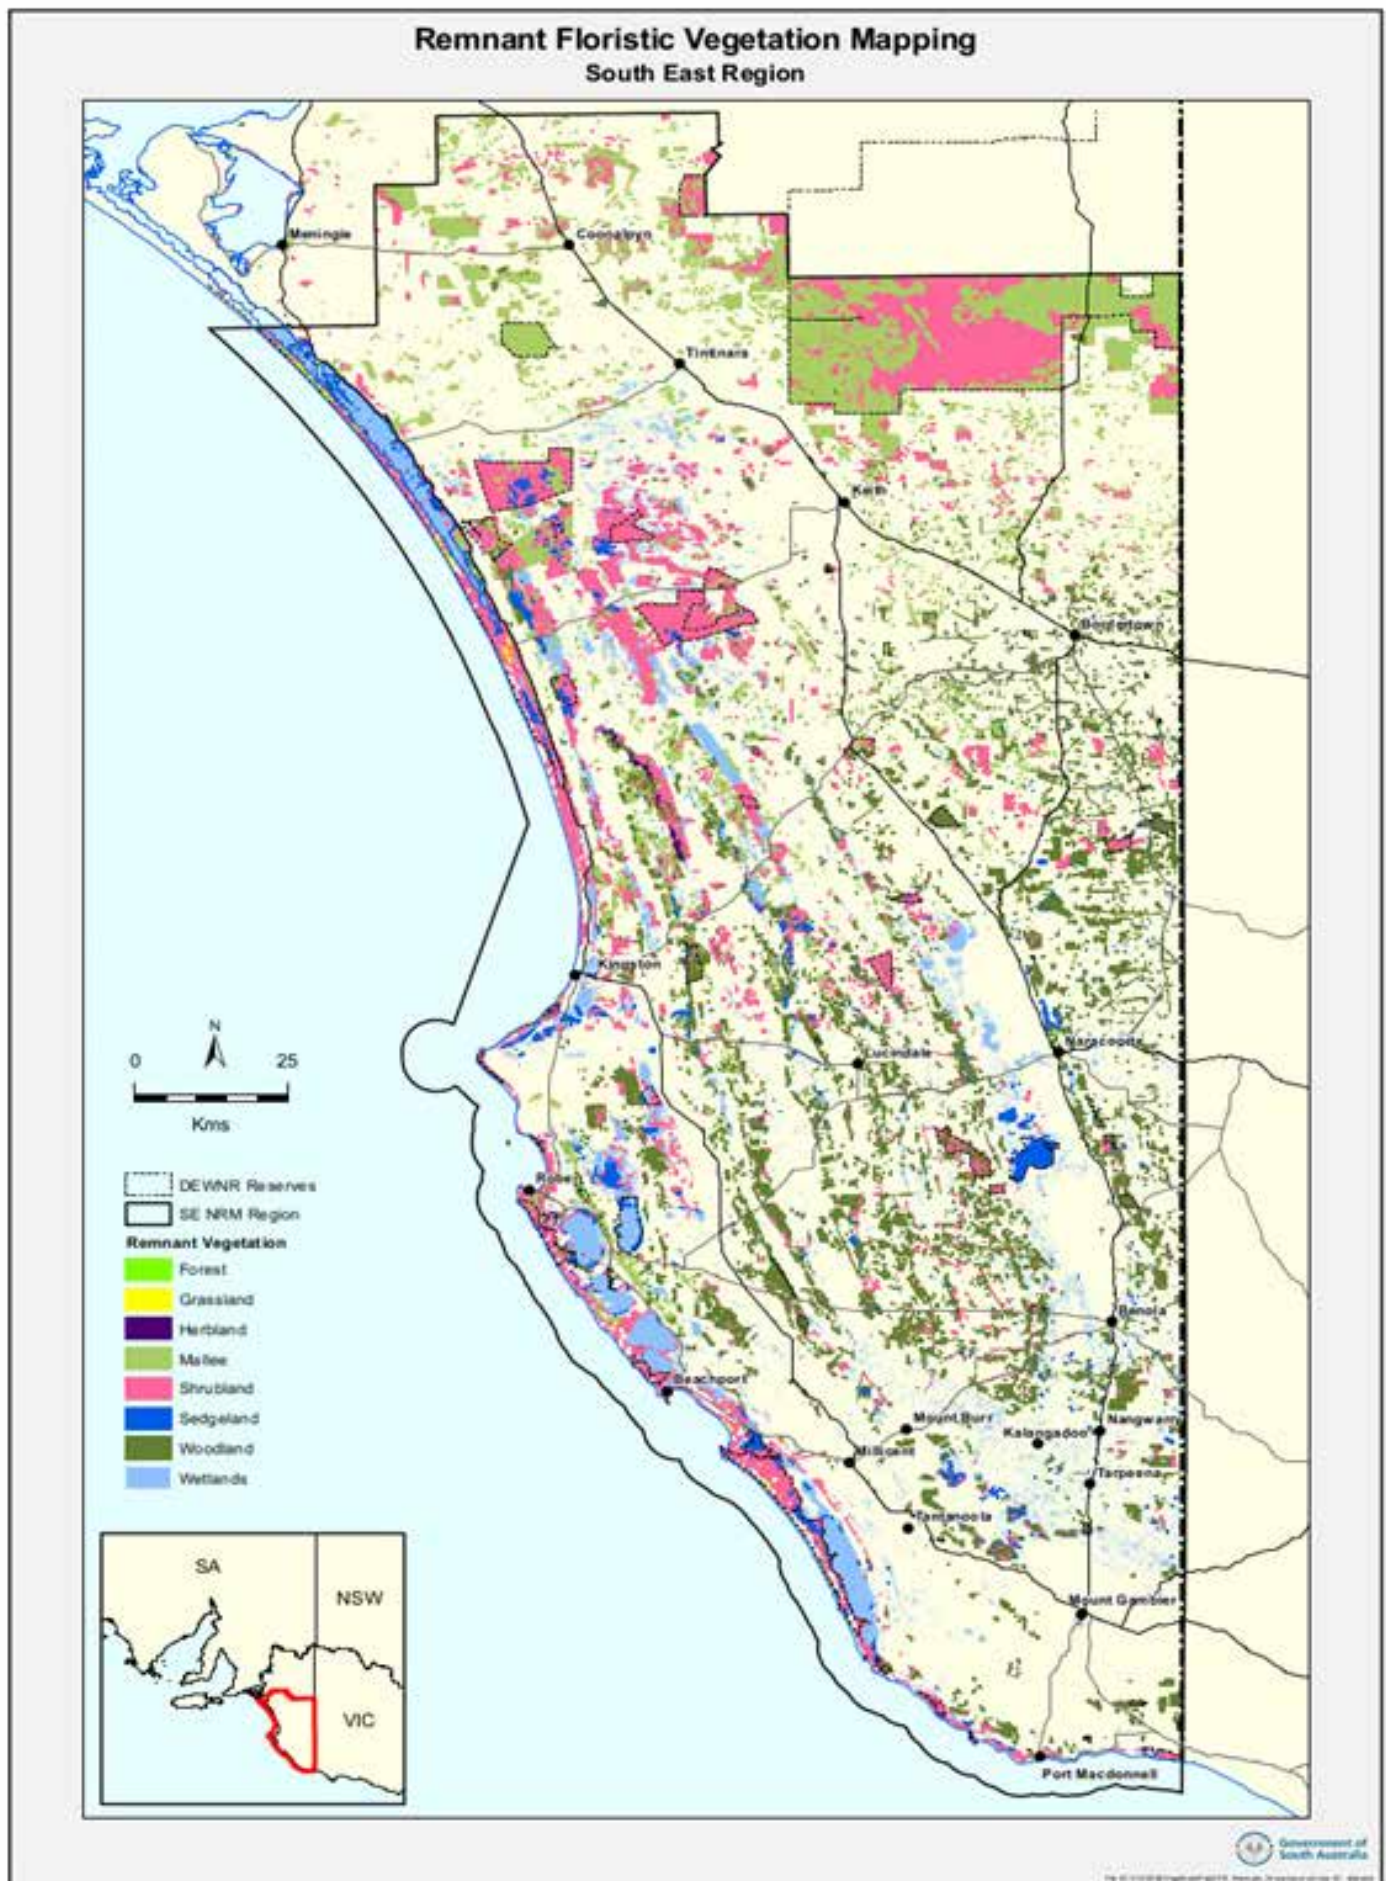 Remnant Floristic Vegetation Mapping
South East Region
Meningie
Coonalpyn
Tintinara
Keith
Bordertown
Kingston
Lucindale
Naracoorte
Robe
Penola
Beachport
Mount Burr
Nangwarry
Kalangadoo
Millicent
Tarpeena
Tantanoola
Mount Gambier
Port Macdonnell
N
0 25
Kms
DEWNR Reserves
SE NRM Region
Remnant Vegetation
Forest
Grassland
Herbland
Mallee
Shrubland
Sedgeland
Woodland
Wetlands
SA
NSW
VIC
Government of
South Australia